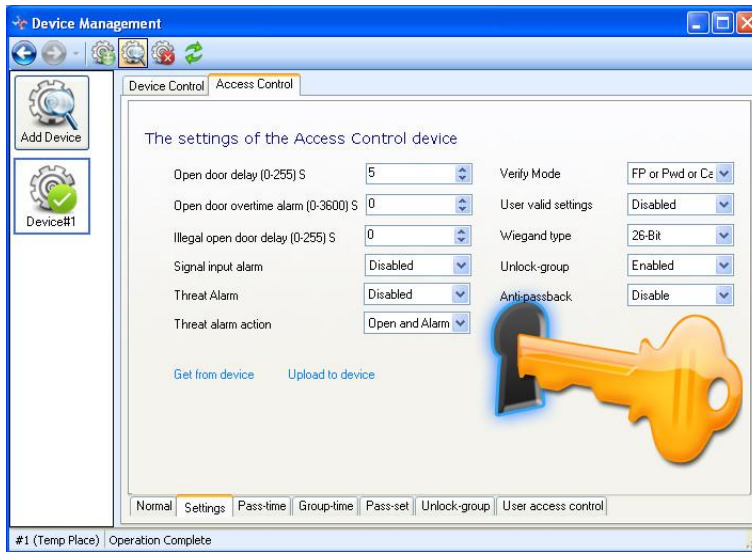 Device Management
Device Control Access Control
Add Device
Device#1
The settings of the Access Control device
Open door delay (0-255) S 5 Verify Mode FP or Pwd or Ca
Open door overtime alarm (0-3600) S 0 User valid settings Disabled
Illegal open door delay (0-255) S 0 Wiegand type 26-Bit
Signal input alarm Disabled Unlock-group Enabled
Threat Alarm Disabled Anti-passback Disable
Threat alarm action Open and Alarm
Get from device Upload to device
Normal Settings Pass-time Group-time Pass-set Unlock-group User access control
#1 (Temp Place) Operation Complete